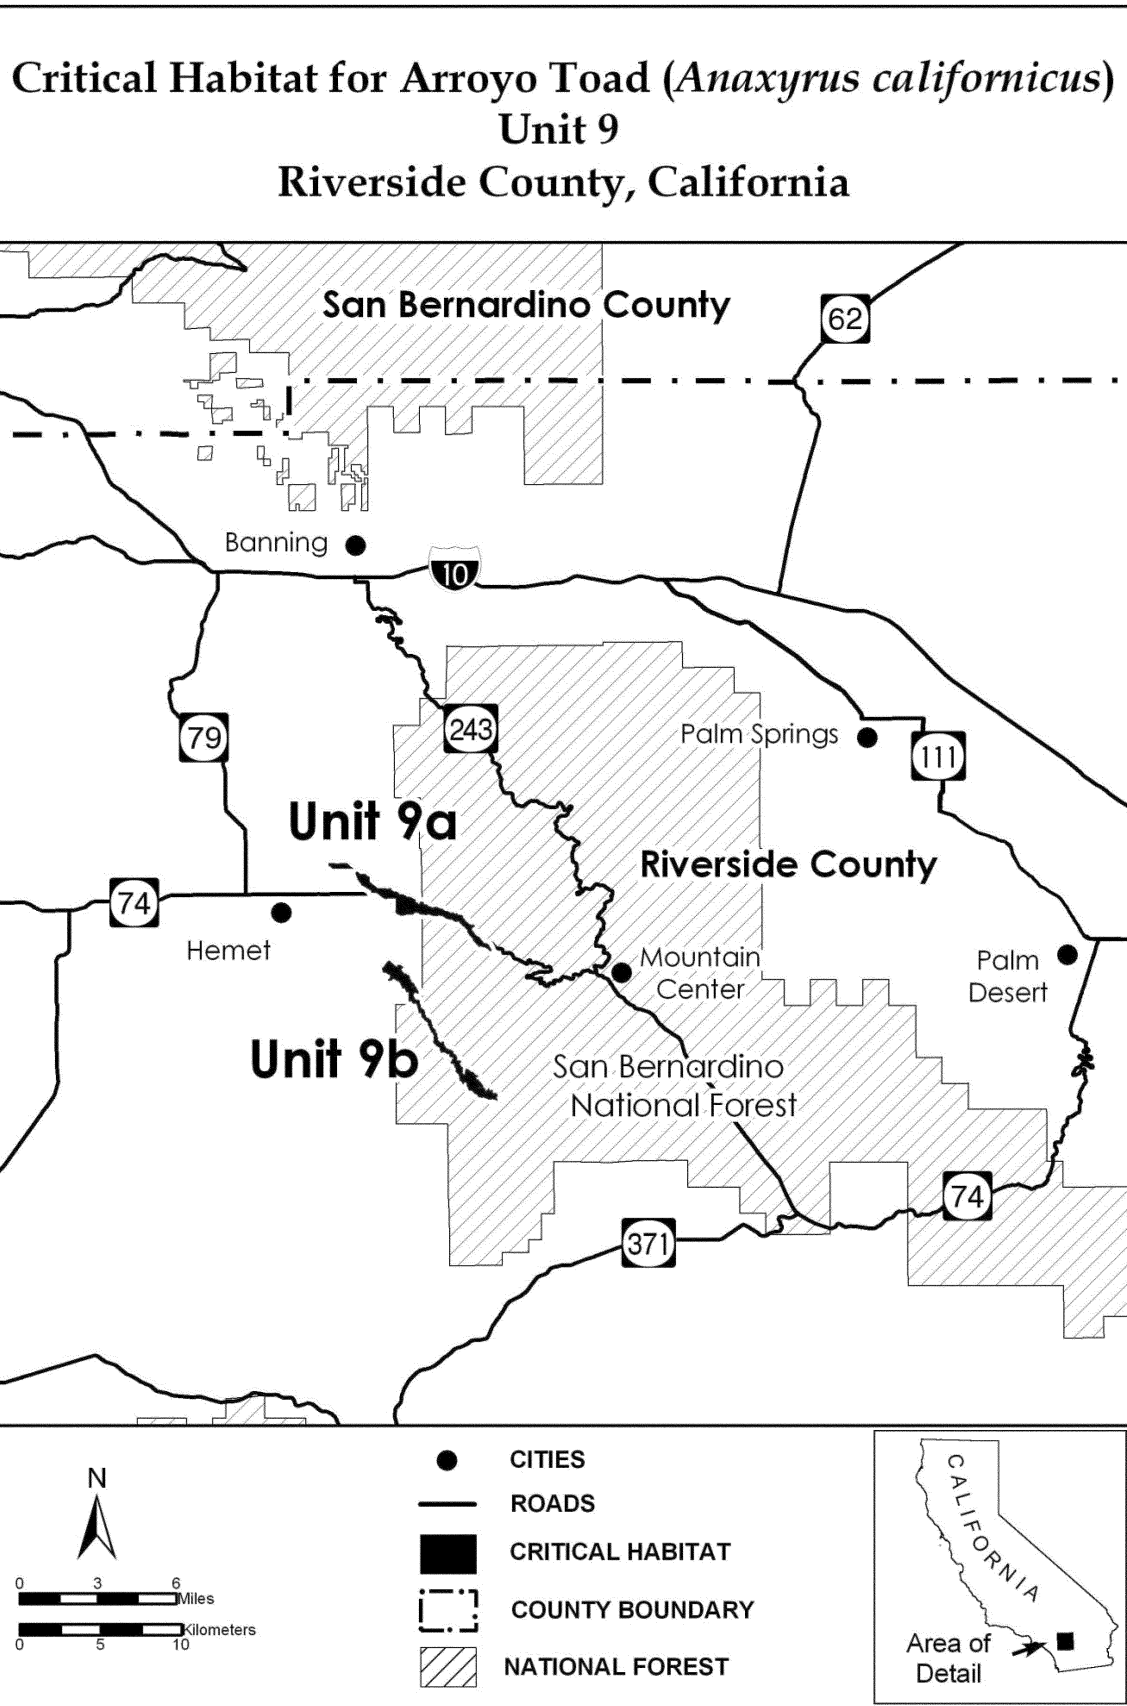 Critical Habitat for Arroyo Toad (Anaxyrus californicus)
Unit 9
Riverside County, California
San Bernardino County
62
Banning
10
243
79
Palm Springs
111
Unit 9a
Riverside County
74
Hemet
Mountain
Center
Palm
Desert
Unit 9b
San Bernardino
National Forest
74
371
N
0 3 6
Miles
Kilometers
0 5 10
CITIES
ROADS
CRITICAL HABITAT
COUNTY BOUNDARY
NATIONAL FOREST
CALIFORNIA
Area of
Detail